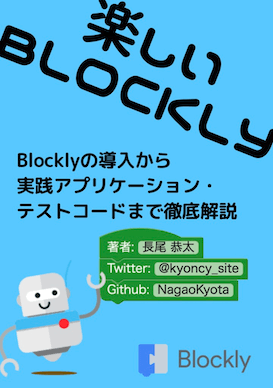 楽しい
BLOCKLY
Blocklyの導入から
実践アプリケーション・
テストコードまで徹底解説
著者: 長尾 恭太
Twitter: @kyoncy_site
Github: NagaoKyota
Blockly